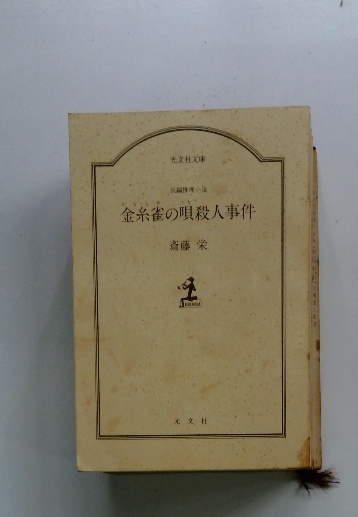 光文社文庫
長編推理小説
金糸雀の唄殺人事件
斎藤 栄
光文社